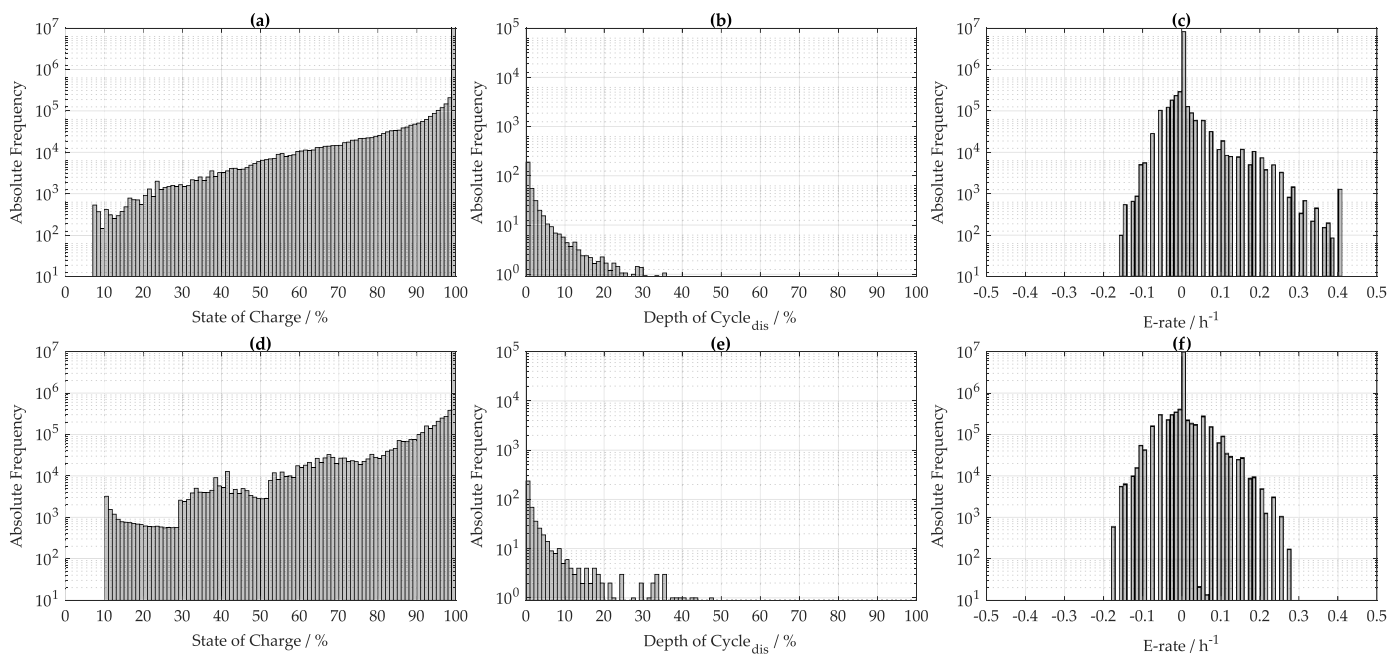 (a)
Absolute Frequency
10^7
10^6
10^5
10^4
10^3
10^2
10^1
0 10 20 30 40 50 60 70 80 90 100
State of Charge / %
(b)
Absolute Frequency
10^5
10^4
10^3
10^2
10^1
10^0
0 10 20 30 40 50 60 70 80 90 100
Depth of Cycle_dis / %
(c)
Absolute Frequency
10^7
10^6
10^5
10^4
10^3
10^2
10^1
-0.5 -0.4 -0.3 -0.2 -0.1 0 0.1 0.2 0.3 0.4 0.5
E-rate / h^-1
(d)
Absolute Frequency
10^7
10^6
10^5
10^4
10^3
10^2
10^1
0 10 20 30 40 50 60 70 80 90 100
State of Charge / %
(e)
Absolute Frequency
10^5
10^4
10^3
10^2
10^1
10^0
0 10 20 30 40 50 60 70 80 90 100
Depth of Cycle_dis / %
(f)
Absolute Frequency
10^7
10^6
10^5
10^4
10^3
10^2
10^1
-0.5 -0.4 -0.3 -0.2 -0.1 0 0.1 0.2 0.3 0.4 0.5
E-rate / h^-1